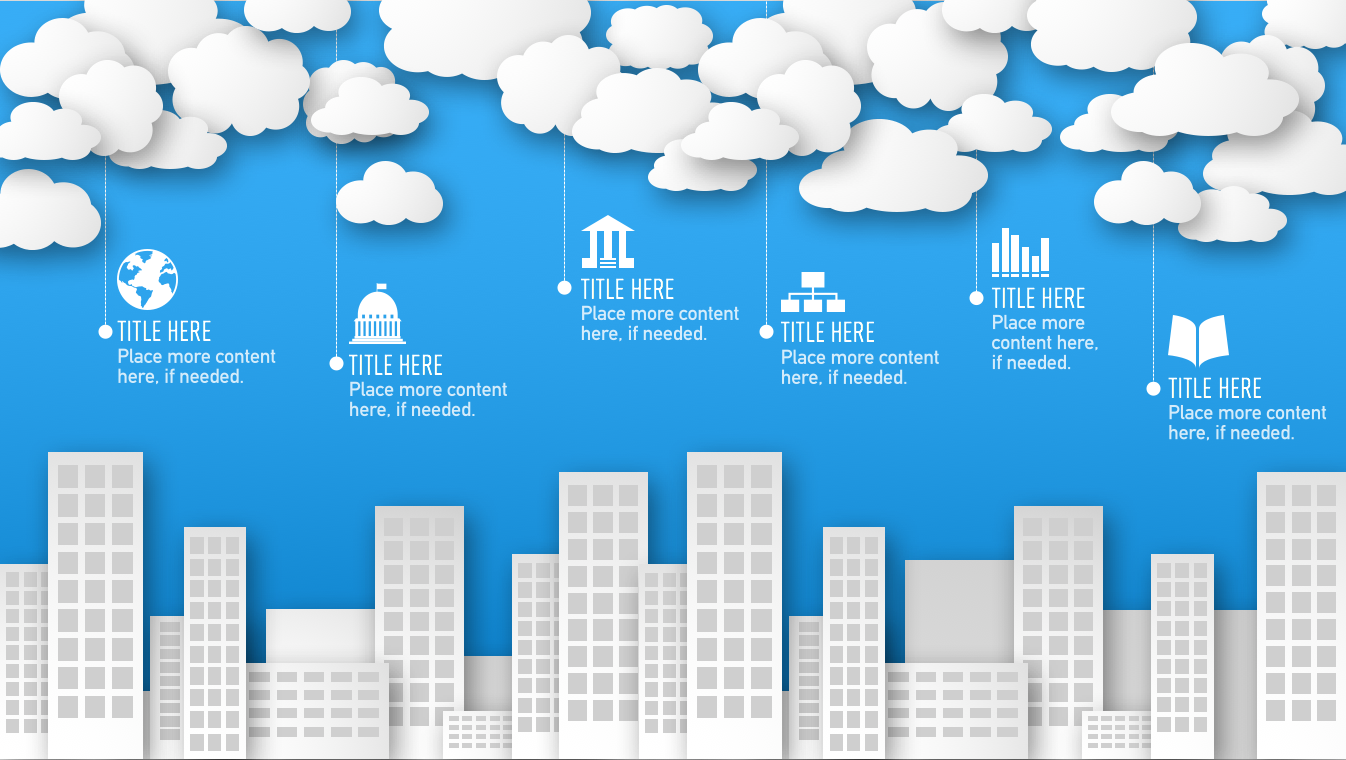 TITLE HERE
Place more content
here, if needed.
TITLE HERE
Place more content
here, if needed.
TITLE HERE
Place more content
here, if needed.
TITLE HERE
Place more content
here, if needed.
TITLE HERE
Place more
content here,
if needed.
TITLE HERE
Place more content
here, if needed.